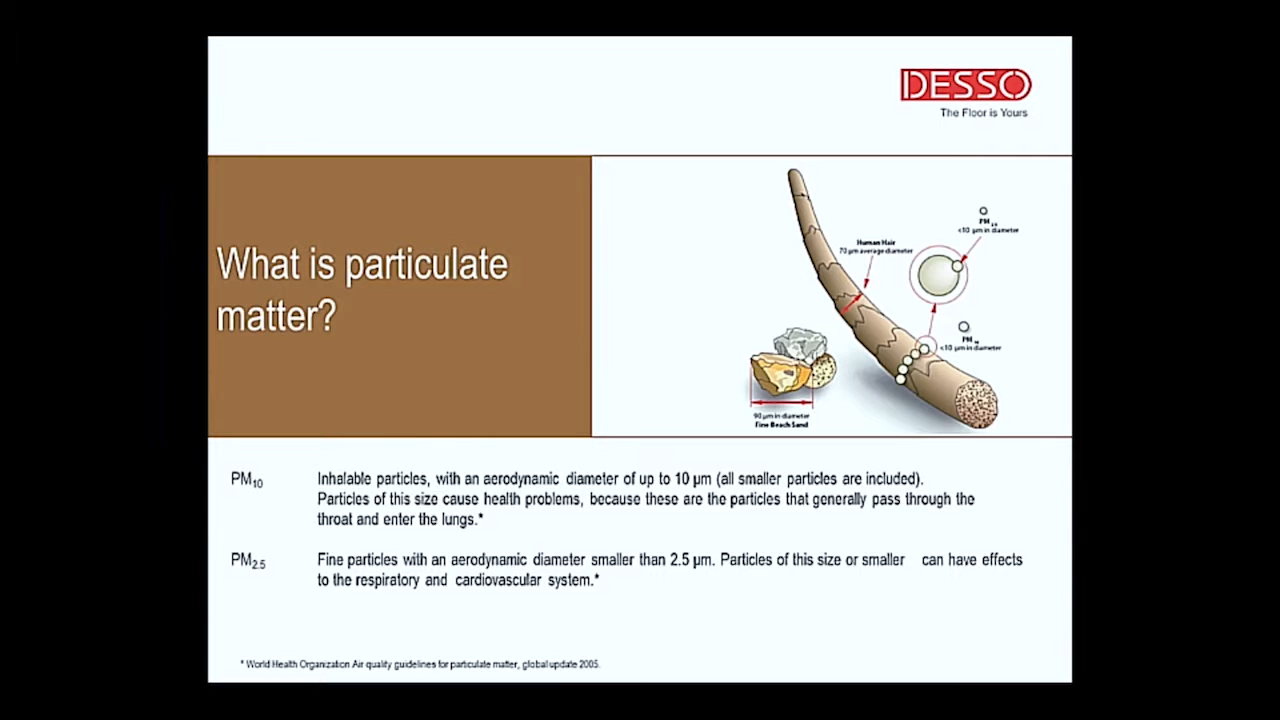 DESSO
The Floor is Yours
What is particulate
matter?
Human Hair
70 µm average diameter
PM
<10 µm in diameter
PM
<10 µm in diameter
90 µm in diameter
Fine Beach Sand
PM10 Inhalable particles, with an aerodynamic diameter of up to 10 µm (all smaller particles are included).
Particles of this size cause health problems, because these are the particles that generally pass through the
throat and enter the lungs.*
PM2.5 Fine particles with an aerodynamic diameter smaller than 2.5 µm. Particles of this size or smaller can have effects
to the respiratory and cardiovascular system.*
* World Health Organization Air quality guidelines for particulate matter, global update 2005.